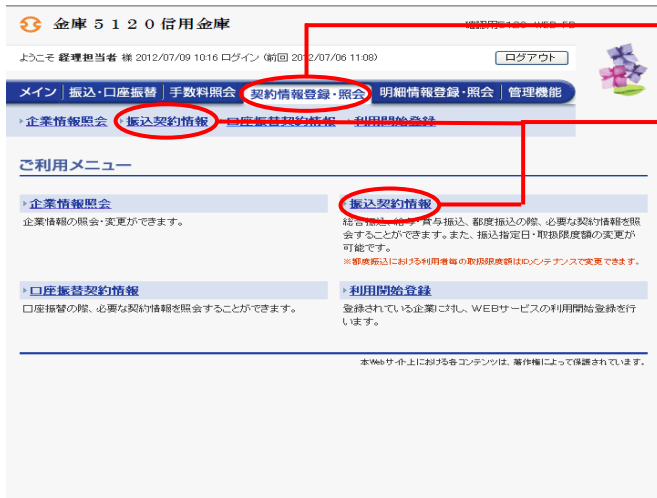 金庫５１２０信用金庫
ようこそ 経理担当者 様 2012/07/09 10:16 ログイン (前回 2012/07/06 11:08)
ログアウト
メイン 振込・口座振替 手数料照会 契約情報登録・照会 明細情報登録・照会 管理機能
企業情報照会 振込契約情報 口座振替契約情報 利用開始登録
ご利用メニュー
企業情報照会
企業情報の照会・変更ができます。
振込契約情報
総合振込、給与・賞与振込、都度振込の際、必要な契約情報を照
会することができます。また、振込指定日・取扱限度額の変更が
可能です。
※都度振込における利用者毎の取扱限度額はIDメンテナンスで変更できます。
口座振替契約情報
口座振替の際、必要な契約情報を照会することができます。
利用開始登録
登録されている企業に対し、WEBサービスの利用開始登録を行
います。
本Webサイト上における各コンテンツは、著作権によって保護されています。